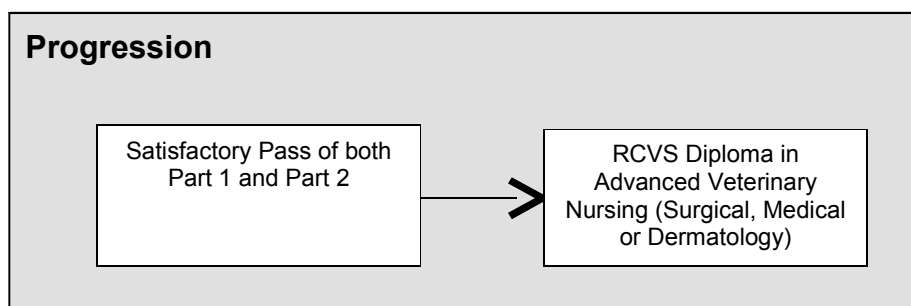 Progression
Satisfactory Pass of both
Part 1 and Part 2
RCVS Diploma in
Advanced Veterinary
Nursing (Surgical, Medical
or Dermatology)